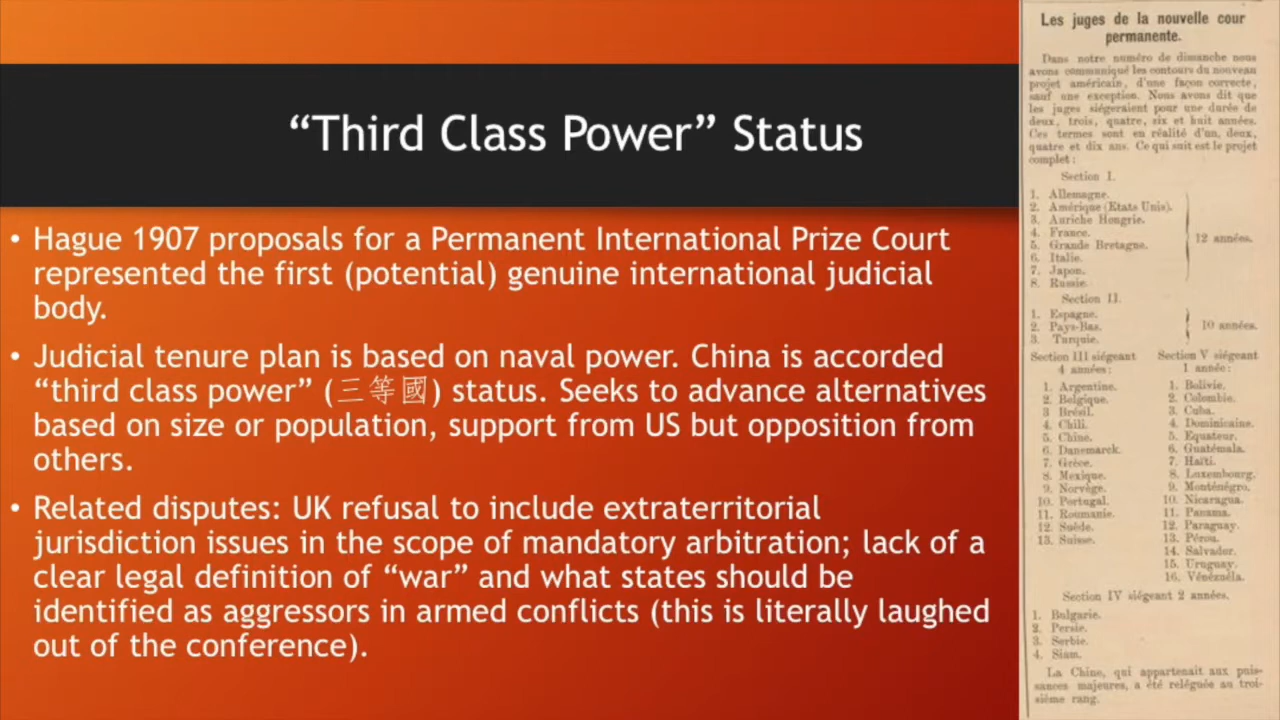 “Third Class Power” Status
• Hague 1907 proposals for a Permanent International Prize Court
represented the first (potential) genuine international judicial
body.
• Judicial tenure plan is based on naval power. China is accorded
“third class power” (三等國) status. Seeks to advance alternatives
based on size or population, support from US but opposition from
others.
• Related disputes: UK refusal to include extraterritorial
jurisdiction issues in the scope of mandatory arbitration; lack of a
clear legal definition of “war” and what states should be
identified as aggressors in armed conflicts (this is literally laughed
out of the conference).
Les juges de la nouvelle cour
permanente.
Dans notre numéro de dimanche nous
avons communiqué les contours du nouveau
projet américain, d'une façon correcte,
sauf une exception. Nous avons dit que
les juges siégeraient pour une durée de
deux, trois, quatre, six et huit années.
Ces termes sont en réalité d'un, deux,
quatre et dix ans. Ce qui suit est le projet
complet :
Section I.
1. Allemagne.
2. Amérique (Etats Unis).
3. Auriche Hongrie.
4. France.
5. Grande Bretagne.
6. Italie.
7. Japon.
8. Russie.
12 années.
Section II.
1. Espagne.
2. Pays-Bas.
3. Turquie.
10 années.
Section III siégeant
4 années :
1. Argentine.
2. Belgique.
3 Brésil.
4. Chili.
5. Chine.
6. Danemarck.
7. Grèce.
8. Mexique.
9. Norvège.
10. Portugal.
11. Roumanie.
12. Suède.
13. Suisse.
Section V siégeant
1 année :
1. Bolivie.
2. Colombie.
3. Cuba.
4. Dominicaine.
5. Equateur.
6. Guatémala.
7. Haïti.
8. Luxembourg.
9. Monténégro.
10. Nicaragua.
11. Panama.
12. Paraguay.
13. Pérou.
14. Salvador.
15. Uruguay.
16. Vénézuéla.
Section IV siégeant 2 années.
1. Bulgarie.
2. Persie.
3. Serbie.
4. Siam.
La Chine, qui appartenait aux puis-
sances majeures, a été reléguée au troi-
sième rang.